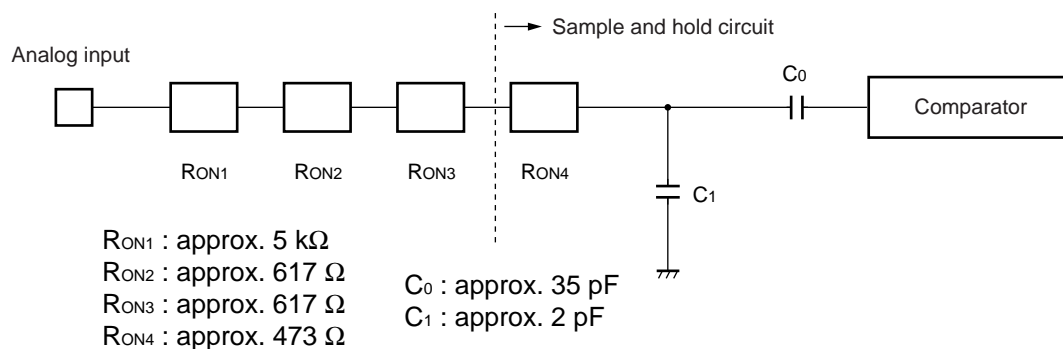 Sample and hold circuit
Analog input
C0
Comparator
RON1
RON2
RON3
RON4
C1
RON1 : approx. 5 kΩ
RON2 : approx. 617 Ω
RON3 : approx. 617 Ω
RON4 : approx. 473 Ω
C0 : approx. 35 pF
C1 : approx. 2 pF